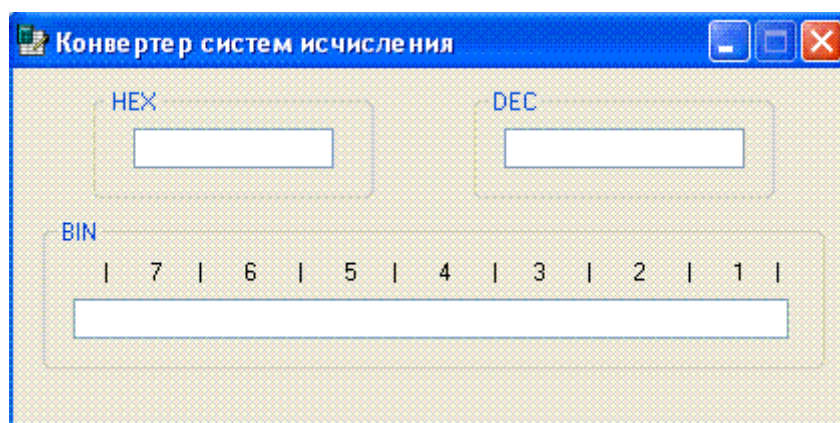 Конвертер систем исчисления
HEX DEC
BIN
| 7 | 6 | 5 | 4 | 3 | 2 | 1 |